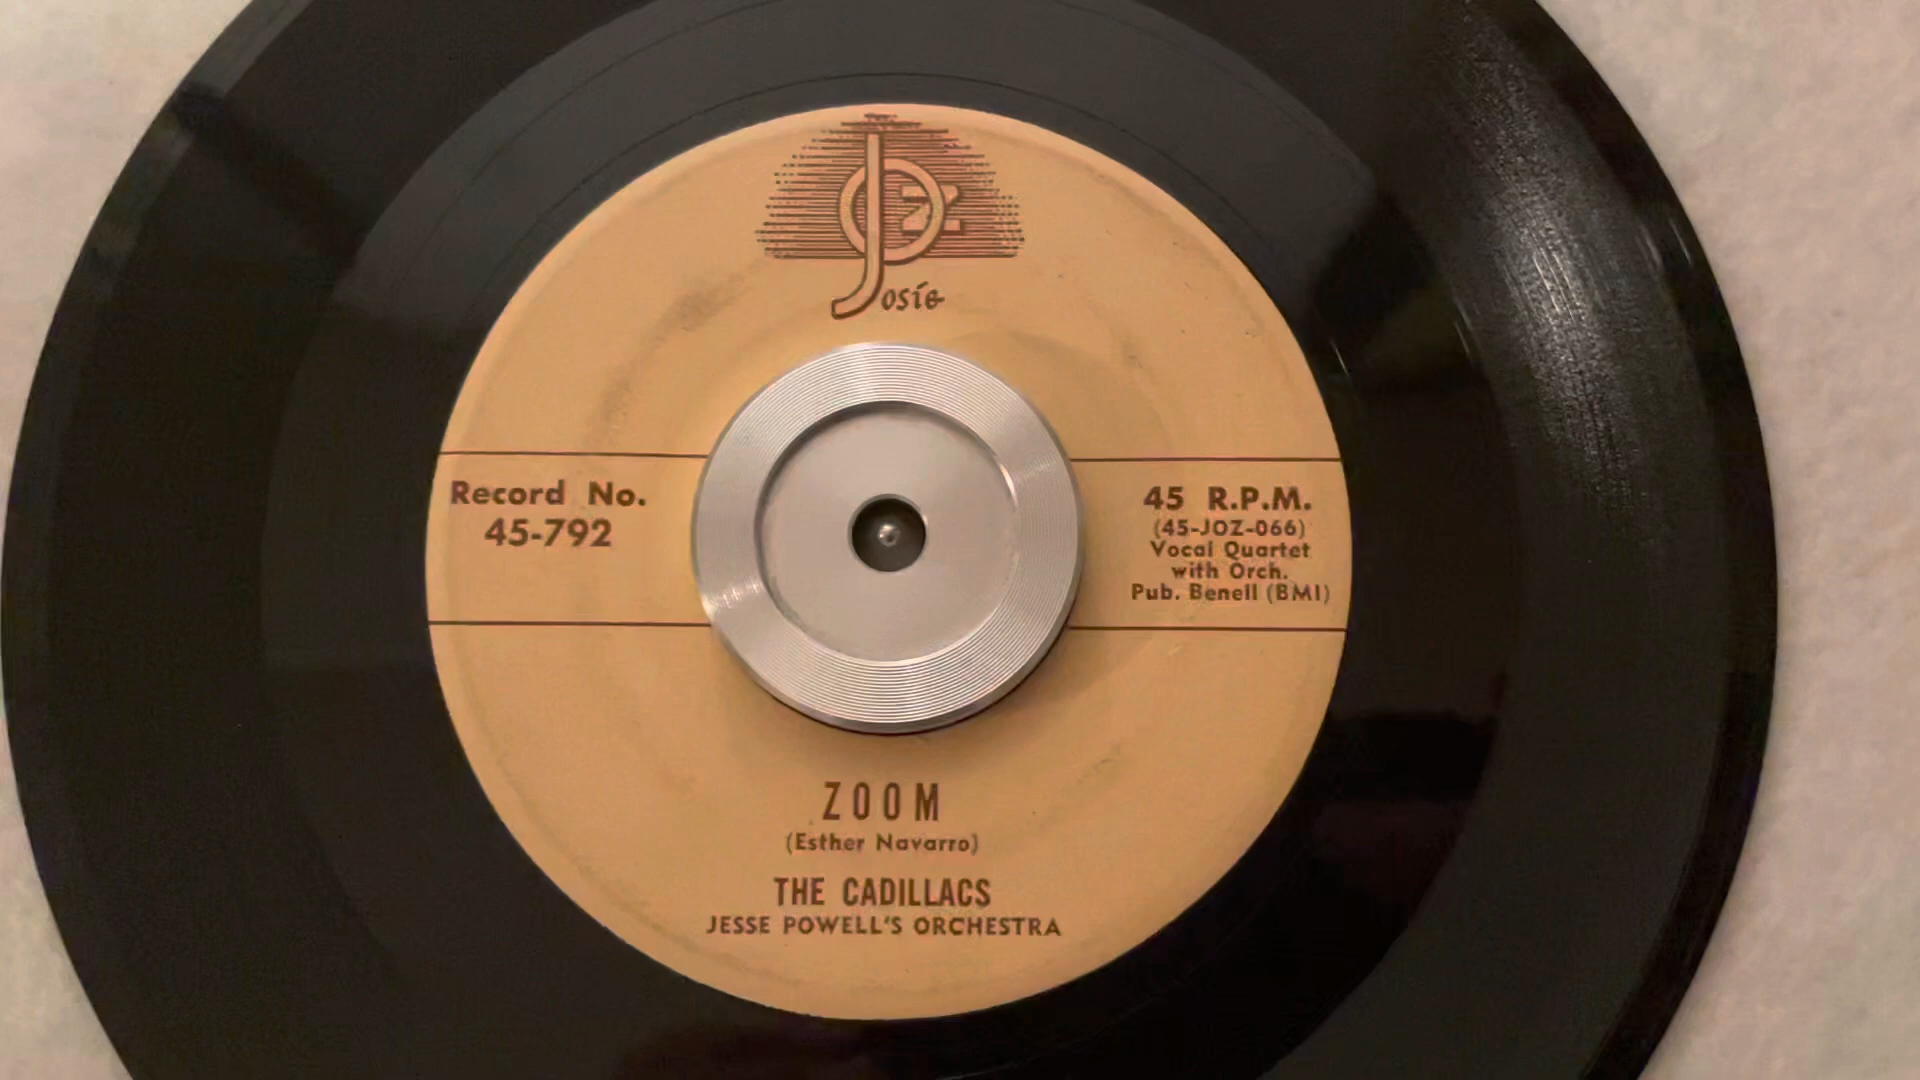 JOZ
Josie
Record No.
45-792
45 R.P.M.
(45-JOZ-066)
Vocal Quartet
with Orch.
Pub. Benell (BMI)
ZOOM
(Esther Navarro)
THE CADILLACS
JESSE POWELL'S ORCHESTRA